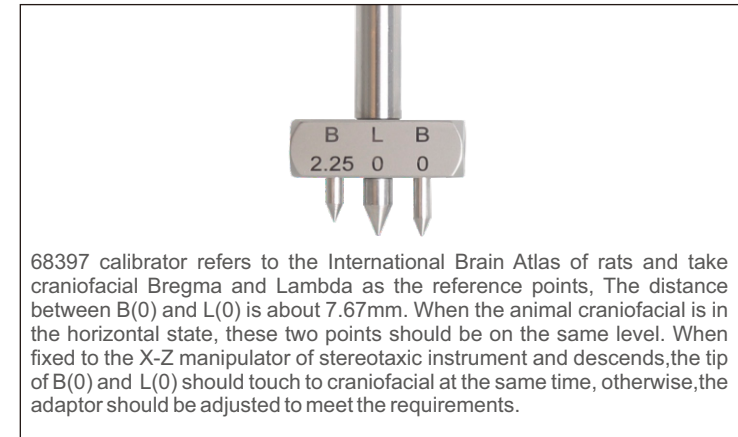 B L B
2.25 0 0
68397 calibrator refers to the International Brain Atlas of rats and take
craniofacial Bregma and Lambda as the reference points, The distance
between B(0) and L(0) is about 7.67mm. When the animal craniofacial is in
the horizontal state, these two points should be on the same level. When
fixed to the X-Z manipulator of stereotaxic instrument and descends,the tip
of B(0) and L(0) should touch to craniofacial at the same time, otherwise,the
adaptor should be adjusted to meet the requirements.